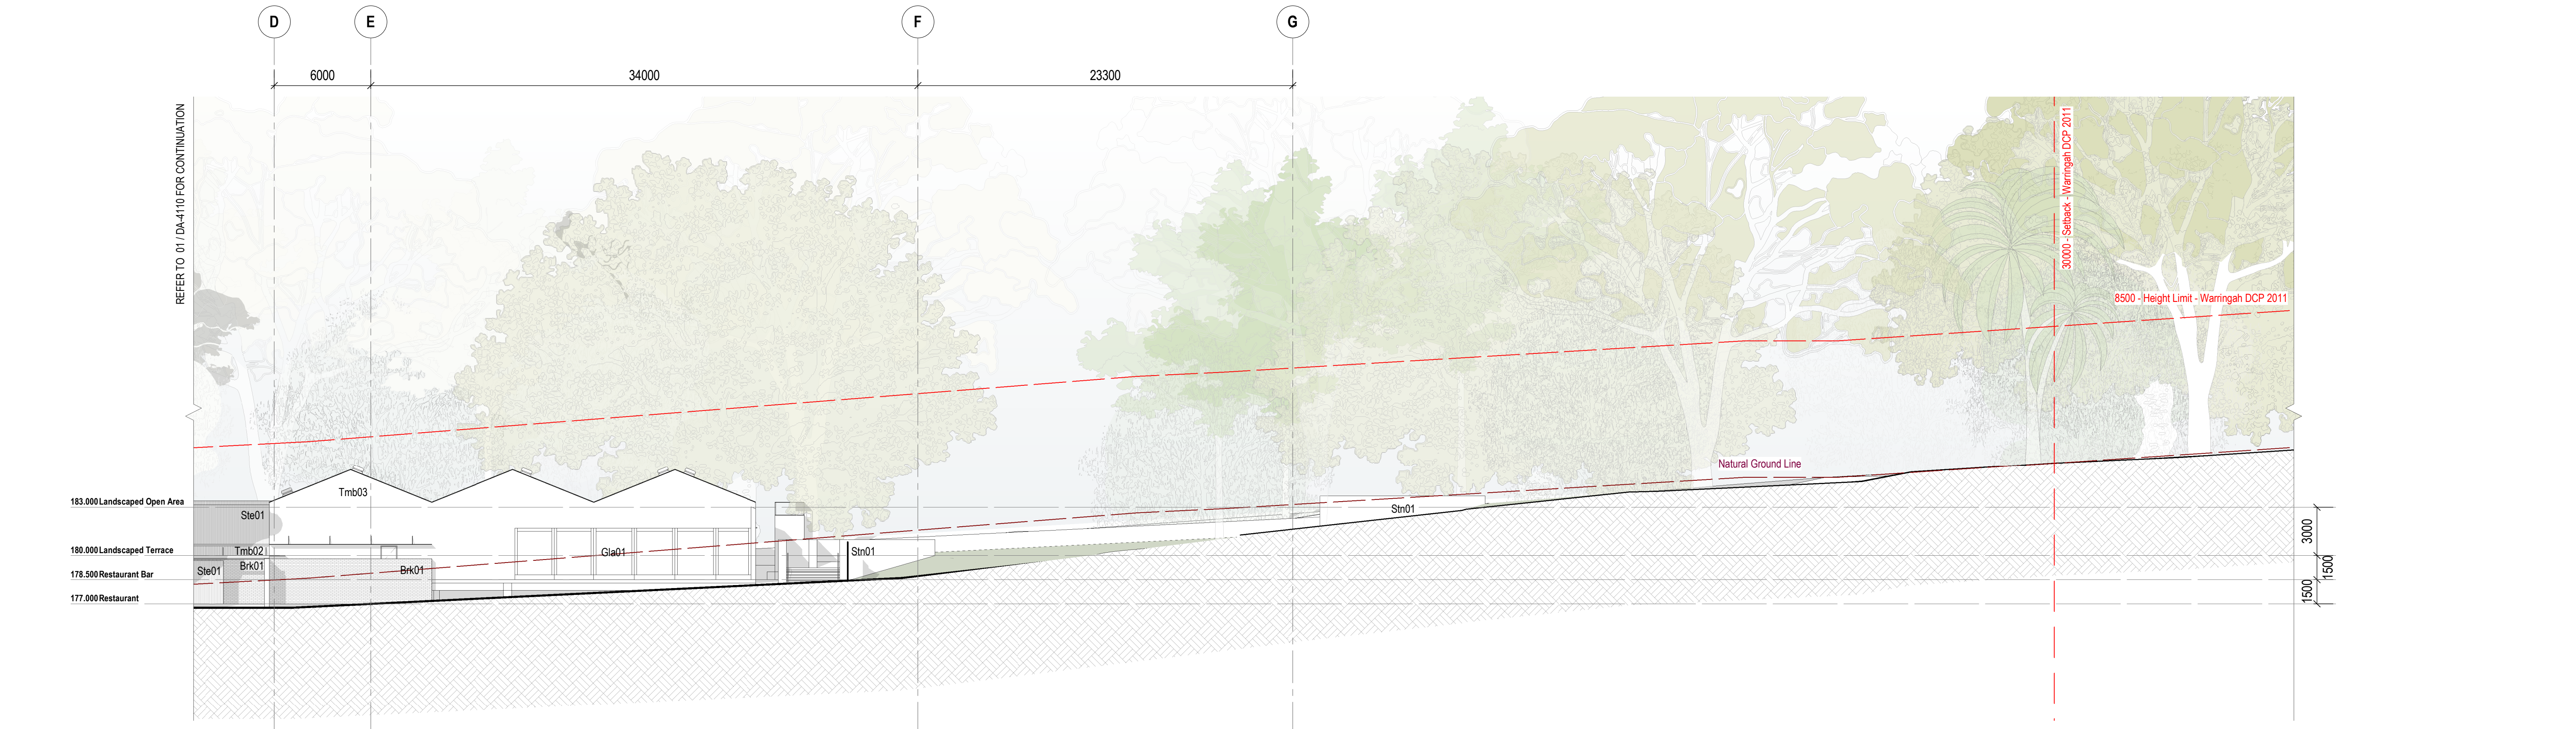 D
E
F
G
6000
34000
23300
REFER TO 01 / DA-4110 FOR CONTINUATION
30000 - Setback - Warringah DCP 2011
8500 - Height Limit - Warringah DCP 2011
Natural Ground Line
Tmb03
183.000 Landscaped Open Area
Ste01
Stn01
3000
180.000 Landscaped Terrace
Tmb02
Gla01
Stn01
Brk01
Ste01
Brk01
178.500 Restaurant Bar
1500
177.000 Restaurant
1500